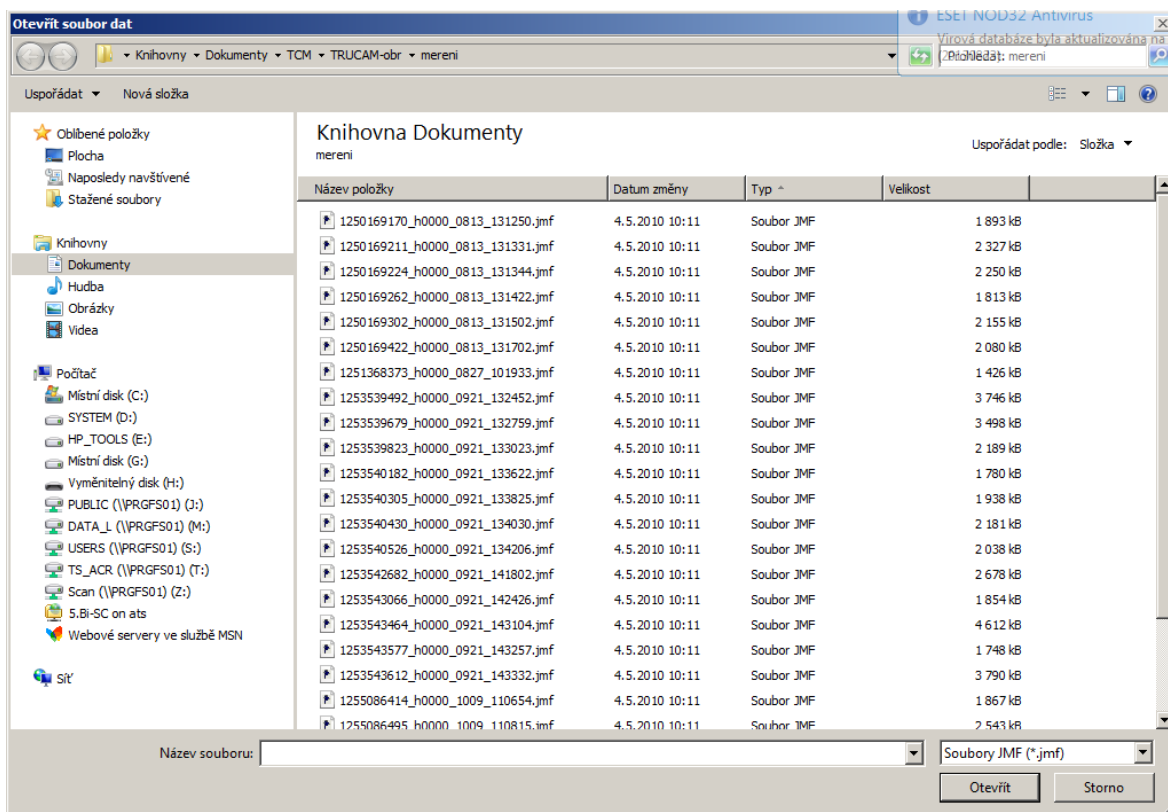 Otevřít soubor dat
ESET NOD32 Antivirus
Virová databáze byla aktualizována na
Knihovny Dokumenty TCM TRUCAM-obr mereni
Prohledat: mereni
Uspořádat Nová složka
Oblíbené položky
Plocha
Naposledy navštívené
Stažené soubory
Knihovny
Dokumenty
Hudba
Obrázky
Videa
Počítač
Místní disk (C:)
SYSTEM (D:)
HP_TOOLS (E:)
Místní disk (G:)
Vyměnitelný disk (H:)
PUBLIC (\\PRGFS01) (J:)
DATA_L (\\PRGFS01) (M:)
USERS (\\PRGFS01) (S:)
TS_ACR (\\PRGFS01) (T:)
Scan (\\PRGFS01) (Z:)
5.Bi-SC on ats
Webové servery ve službě MSN
Síť
Knihovna Dokumenty
mereni
Uspořádat podle: Složka
Název položky Datum změny Typ Velikost
1250169170_h0000_0813_131250.jmf 4.5.2010 10:11 Soubor JMF 1 893 kB
1250169211_h0000_0813_131331.jmf 4.5.2010 10:11 Soubor JMF 2 327 kB
1250169224_h0000_0813_131344.jmf 4.5.2010 10:11 Soubor JMF 2 250 kB
1250169262_h0000_0813_131422.jmf 4.5.2010 10:11 Soubor JMF 1 813 kB
1250169302_h0000_0813_131502.jmf 4.5.2010 10:11 Soubor JMF 2 155 kB
1250169422_h0000_0813_131702.jmf 4.5.2010 10:11 Soubor JMF 2 080 kB
1251368373_h0000_0827_101933.jmf 4.5.2010 10:11 Soubor JMF 1 426 kB
1253539492_h0000_0921_132452.jmf 4.5.2010 10:11 Soubor JMF 3 746 kB
1253539679_h0000_0921_132759.jmf 4.5.2010 10:11 Soubor JMF 3 498 kB
1253539823_h0000_0921_133023.jmf 4.5.2010 10:11 Soubor JMF 2 189 kB
1253540182_h0000_0921_133622.jmf 4.5.2010 10:11 Soubor JMF 1 780 kB
1253540305_h0000_0921_133825.jmf 4.5.2010 10:11 Soubor JMF 1 938 kB
1253540430_h0000_0921_134030.jmf 4.5.2010 10:11 Soubor JMF 2 181 kB
1253540526_h0000_0921_134206.jmf 4.5.2010 10:11 Soubor JMF 2 038 kB
1253542682_h0000_0921_141802.jmf 4.5.2010 10:11 Soubor JMF 2 678 kB
1253543066_h0000_0921_142426.jmf 4.5.2010 10:11 Soubor JMF 1 854 kB
1253543464_h0000_0921_143104.jmf 4.5.2010 10:11 Soubor JMF 4 612 kB
1253543577_h0000_0921_143257.jmf 4.5.2010 10:11 Soubor JMF 1 748 kB
1253543612_h0000_0921_143332.jmf 4.5.2010 10:11 Soubor JMF 3 790 kB
1255086414_h0000_1009_110654.jmf 4.5.2010 10:11 Soubor JMF 1 867 kB
1255086495_h0000_1009_110815.jmf 4.5.2010 10:11 Soubor JMF 2 543 kB
Název souboru:
Soubory JMF (*.jmf)
Otevřít Storno